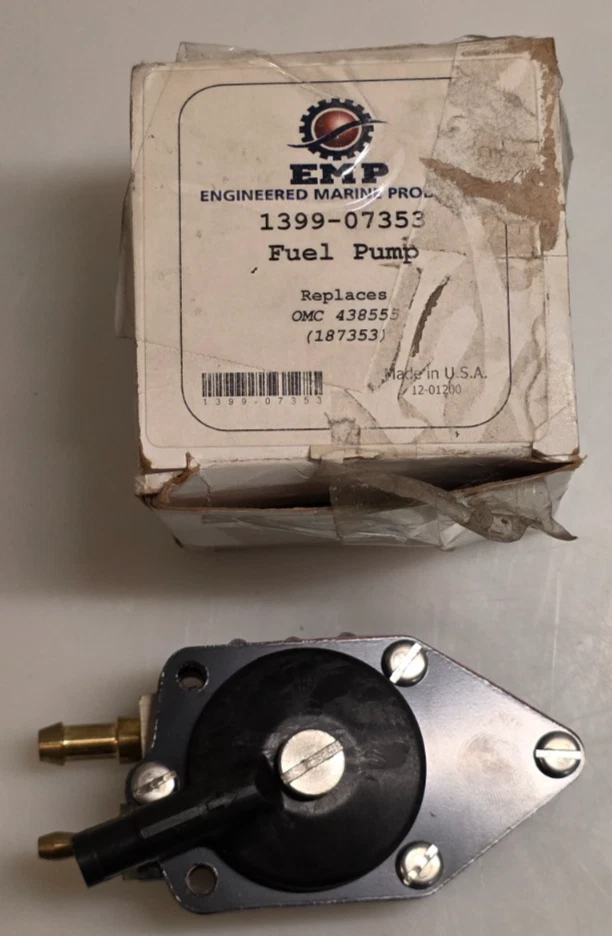 EMP
ENGINEERED MARINE PROD
1399-07353
Fuel Pump
Replaces
OMC 438555
(187353)
Made in U.S.A.
12-01200
1399-07353